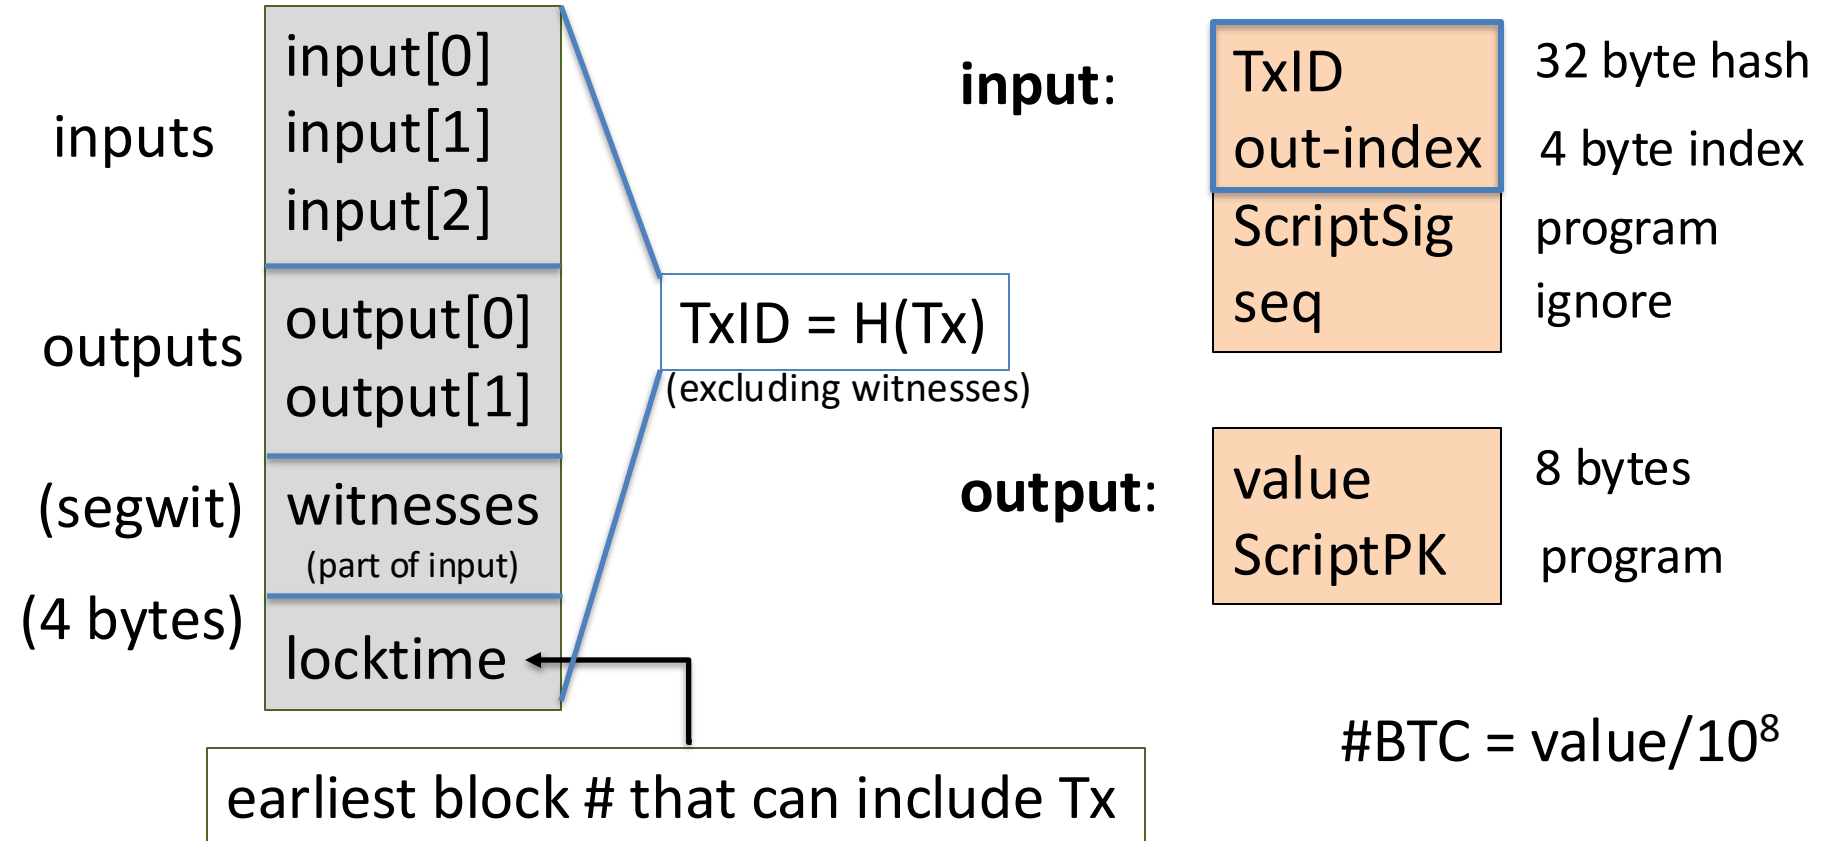 inputs
input[0]
input[1]
input[2]
outputs
output[0]
output[1]
(segwit)
witnesses
(part of input)
(4 bytes)
locktime
earliest block # that can include Tx
TxID = H(Tx)
(excluding witnesses)
input:
TxID 32 byte hash
out-index 4 byte index
ScriptSig program
seq ignore
output:
value 8 bytes
ScriptPK program
#BTC = value/10⁸